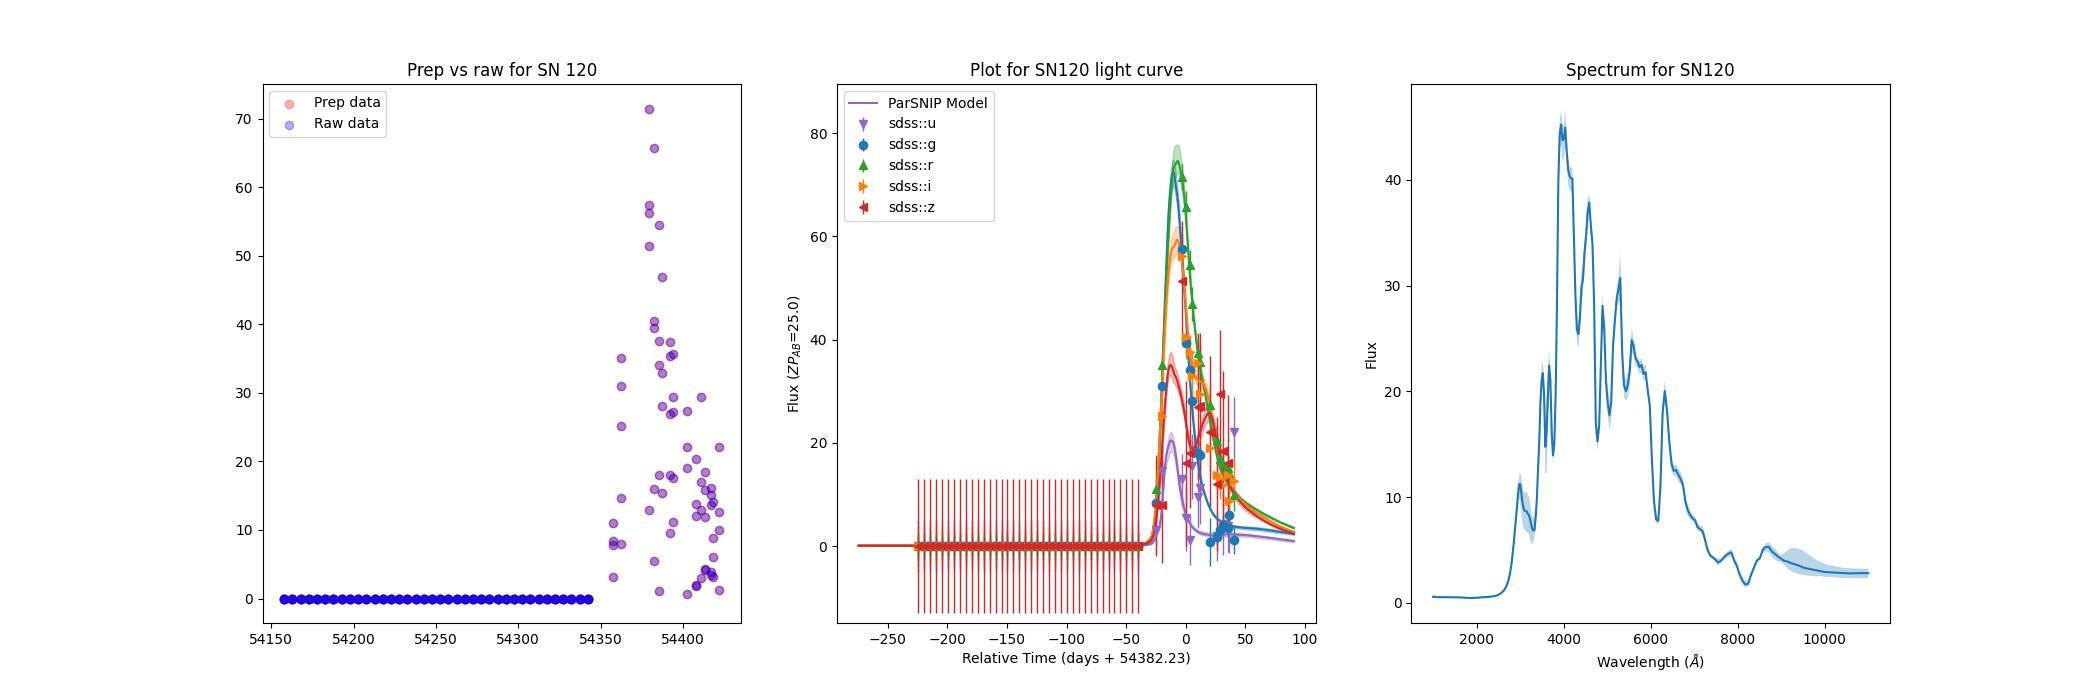 Prep vs raw for SN 120
Prep data
Raw data
70
60
50
40
30
20
10
0
54150
54200
54250
54300
54350
54400
Plot for SN120 light curve
ParSNIP Model
sdss::u
sdss::g
sdss::r
sdss::i
sdss::z
Flux (ZP_AB=25.0)
80
60
40
20
0
−250
−200
−150
−100
−50
0
50
100
Relative Time (days + 54382.23)
Spectrum for SN120
Flux
40
30
20
10
0
2000
4000
6000
8000
10000
Wavelength (Å)